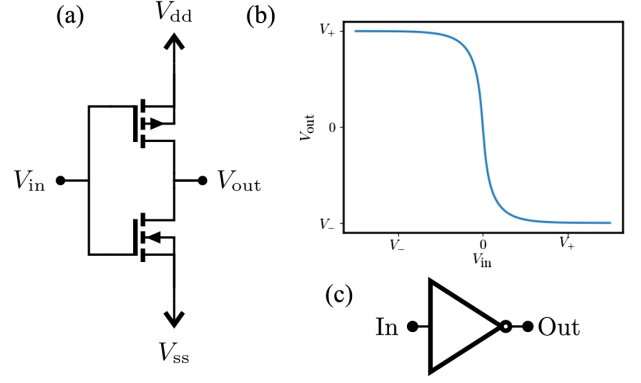 (a)
V_dd
V_in
V_out
V_ss
(b)
V_+
0
V_-
V_out
V_- 0 V_+
V_in
(c)
In Out